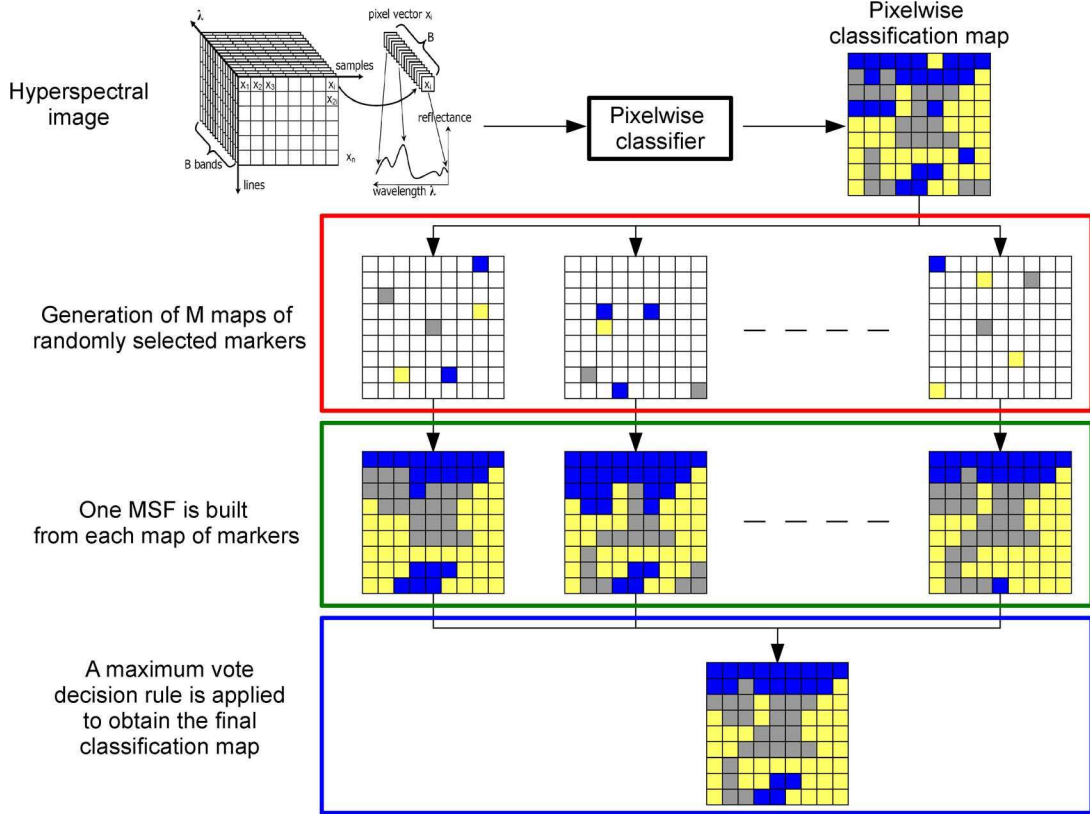 Hyperspectral
image
λ
pixel vector xᵢ
B
samples
x₁ x₂ x₃ xᵢ
x₂ᵢ
xₙ
B bands
lines
xᵢ
reflectance
wavelength λ
Pixelwise
classifier
Pixelwise
classification map
Generation of M maps of
randomly selected markers
One MSF is built
from each map of markers
A maximum vote
decision rule is applied
to obtain the final
classification map